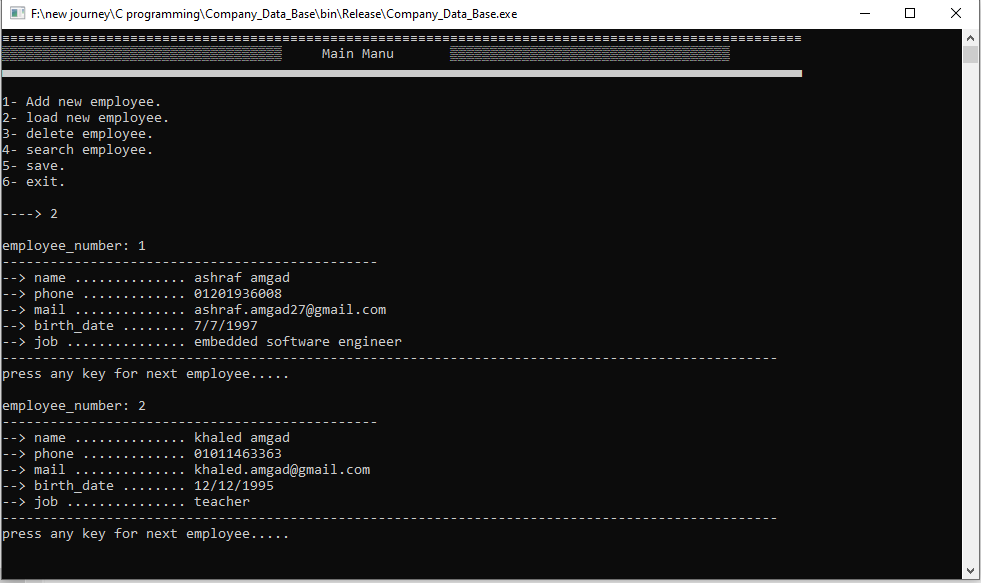 F:\new journey\C programming\Company_Data_Base\bin\Release\Company_Data_Base.exe
Main Manu
1- Add new employee.
2- load new employee.
3- delete employee.
4- search employee.
5- save.
6- exit.
----> 2
employee_number: 1
-----------------------------------------------
--> name .............. ashraf amgad
--> phone ............. 01201936008
--> mail .............. ashraf.amgad27@gmail.com
--> birth_date ........ 7/7/1997
--> job ............... embedded software engineer
-------------------------------------------------------------------------------------------------
press any key for next employee.....
employee_number: 2
-----------------------------------------------
--> name .............. khaled amgad
--> phone ............. 01011463363
--> mail .............. khaled.amgad@gmail.com
--> birth_date ........ 12/12/1995
--> job ............... teacher
-------------------------------------------------------------------------------------------------
press any key for next employee.....